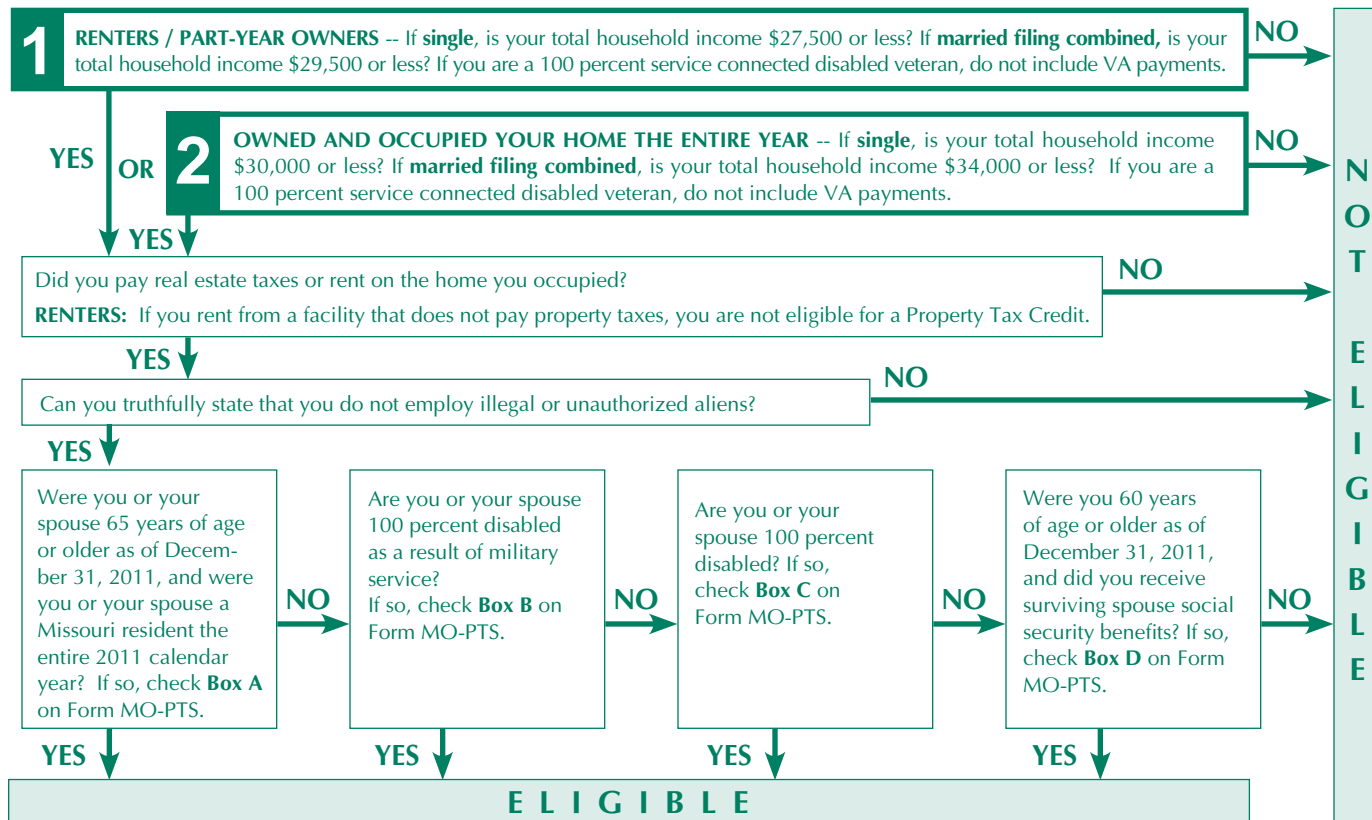 1
RENTERS / PART-YEAR OWNERS -- If single, is your total household income $27,500 or less? If married filing combined, is your
total household income $29,500 or less? If you are a 100 percent service connected disabled veteran, do not include VA payments.
NO
YES
OR
2
OWNED AND OCCUPIED YOUR HOME THE ENTIRE YEAR -- If single, is your total household income
$30,000 or less? If married filing combined, is your total household income $34,000 or less? If you are a
100 percent service connected disabled veteran, do not include VA payments.
NO
YES
Did you pay real estate taxes or rent on the home you occupied?
RENTERS: If you rent from a facility that does not pay property taxes, you are not eligible for a Property Tax Credit.
NO
YES
Can you truthfully state that you do not employ illegal or unauthorized aliens?
NO
YES
Were you or your
spouse 65 years of age
or older as of Decem-
ber 31, 2011, and were
you or your spouse a
Missouri resident the
entire 2011 calendar
year? If so, check Box A
on Form MO-PTS.
NO
Are you or your spouse
100 percent disabled
as a result of military
service?
If so, check Box B on
Form MO-PTS.
NO
Are you or your
spouse 100 percent
disabled? If so,
check Box C on
Form MO-PTS.
NO
Were you 60 years
of age or older as of
December 31, 2011,
and did you receive
surviving spouse social
security benefits? If so,
check Box D on Form
MO-PTS.
NO
YES
YES
YES
YES
E L I G I B L E
N O T E L I G I B L E